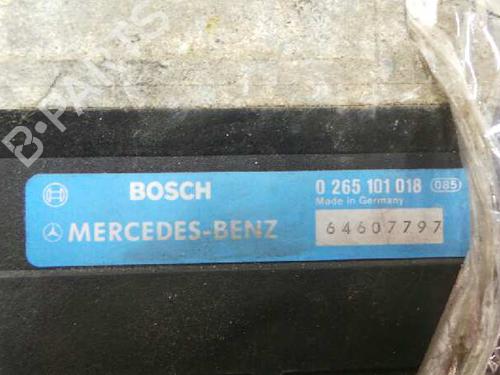 B-PARTS
BOSCH
0 265 101 018 085
Made in Germany
MERCEDES-BENZ
64607797